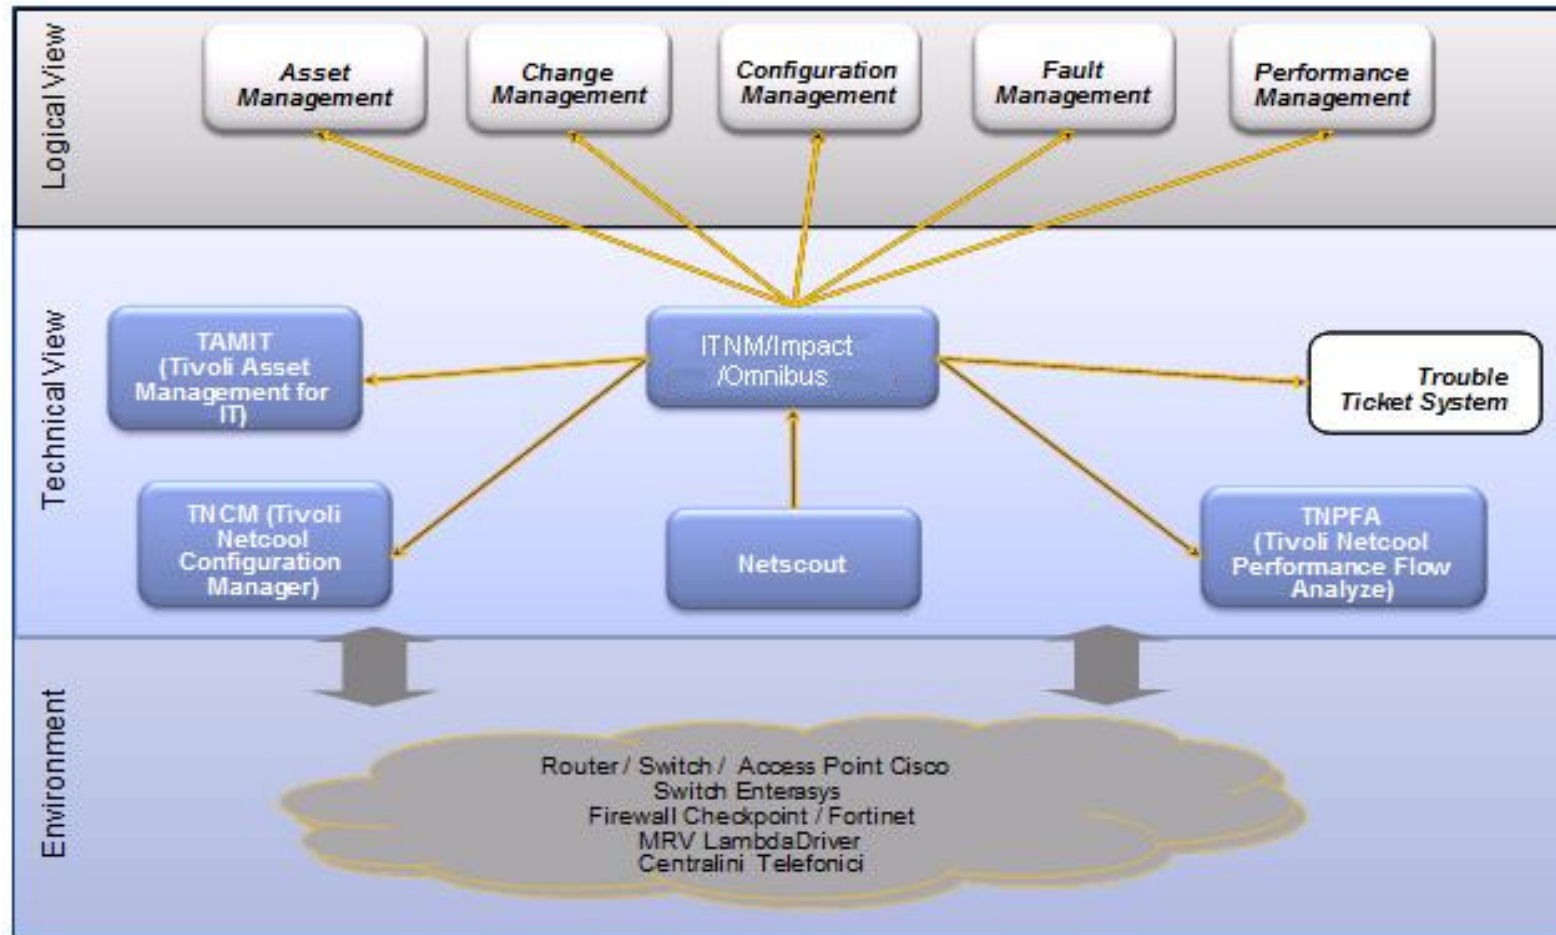 Logical View
Asset
Management
Change
Management
Configuration
Management
Fault
Management
Performance
Management
Technical View
TAMIT
(Tivoli Asset
Management for
IT)
ITNM/Impact
/Omnibus
Trouble
Ticket System
TNCM (Tivoli
Netcool
Configuration
Manager)
Netscout
TNPFA
(Tivoli Netcool
Performance Flow
Analyze)
Environment
Router / Switch / Access Point Cisco
Switch Enterasys
Firewall Checkpoint / Fortinet
MRV LambdaDriver
Centralini Telefonici